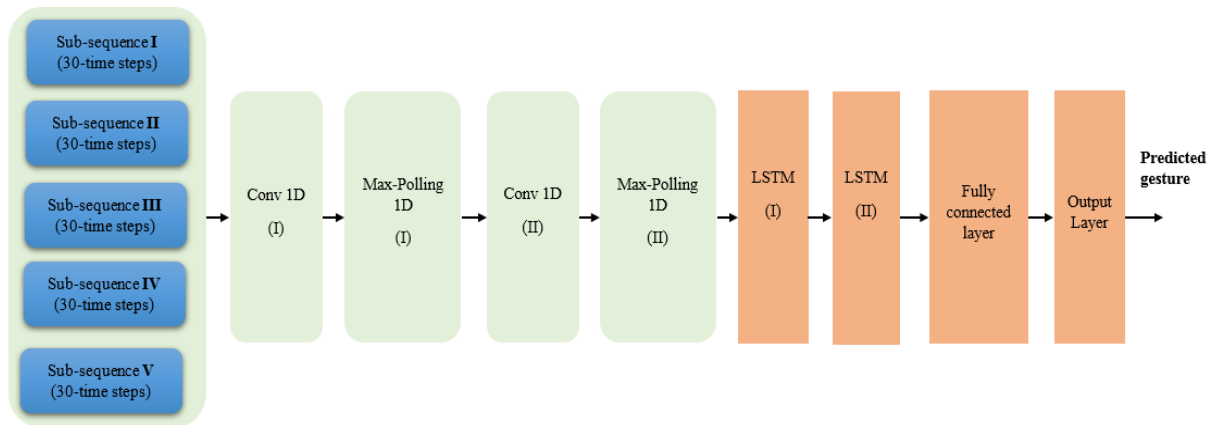 Sub-sequence I
(30-time steps)
Sub-sequence II
(30-time steps)
Sub-sequence III
(30-time steps)
Sub-sequence IV
(30-time steps)
Sub-sequence V
(30-time steps)
Conv 1D
(I)
Max-Polling
1D
(I)
Conv 1D
(II)
Max-Polling
1D
(II)
LSTM
(I)
LSTM
(II)
Fully
connected
layer
Output
Layer
Predicted
gesture